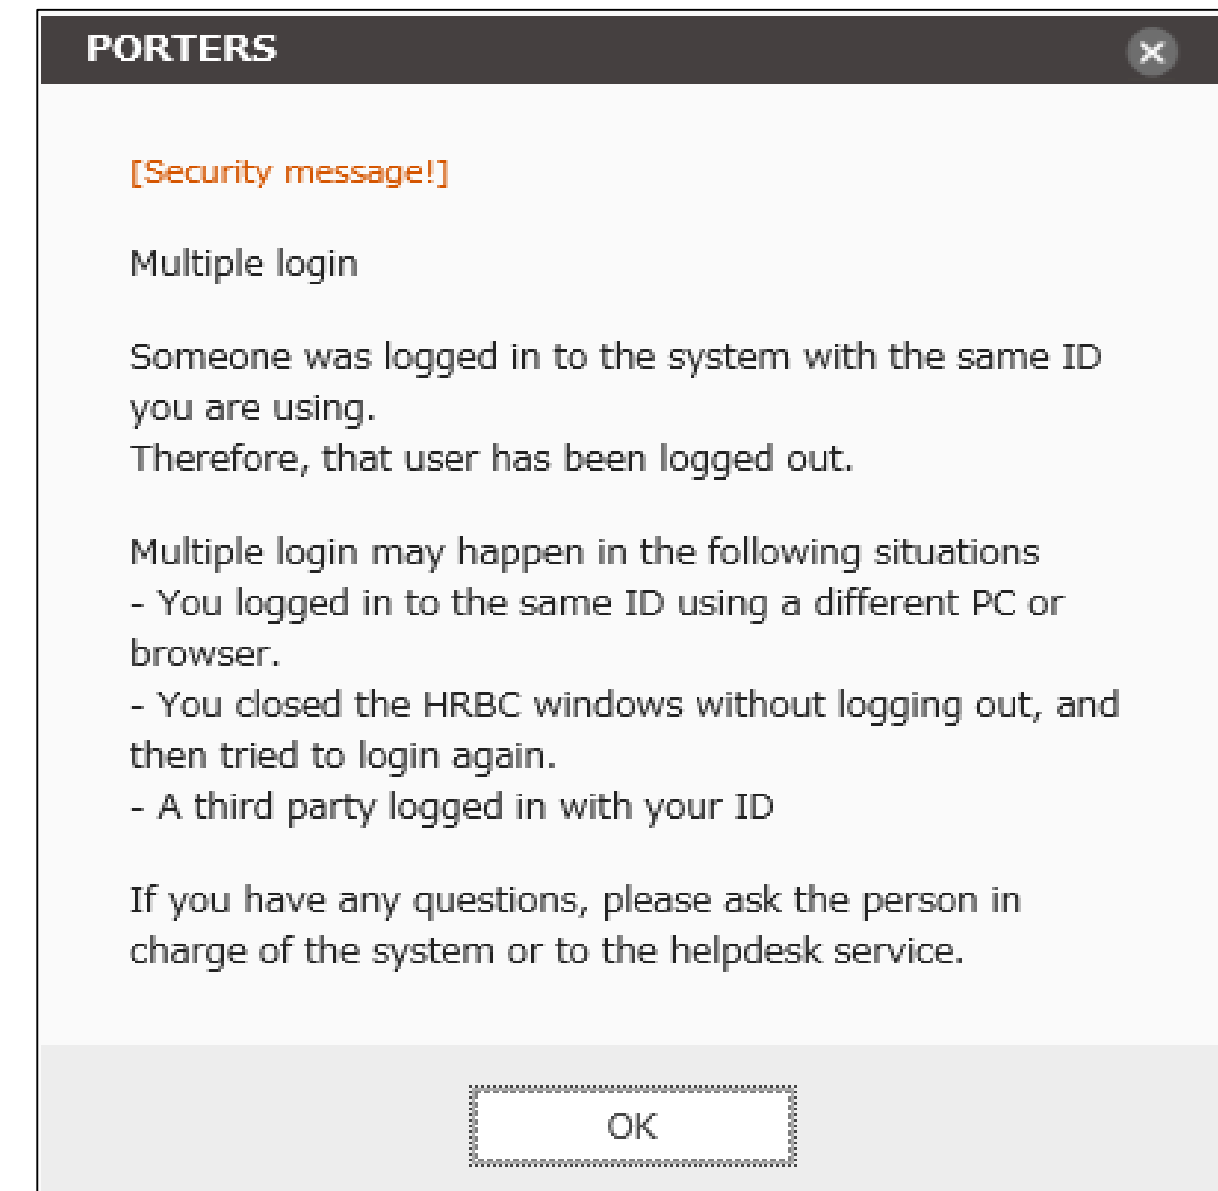 PORTERS
[Security message!]
Multiple login
Someone was logged in to the system with the same ID
you are using.
Therefore, that user has been logged out.
Multiple login may happen in the following situations
- You logged in to the same ID using a different PC or
browser.
- You closed the HRBC windows without logging out, and
then tried to login again.
- A third party logged in with your ID
If you have any questions, please ask the person in
charge of the system or to the helpdesk service.
OK